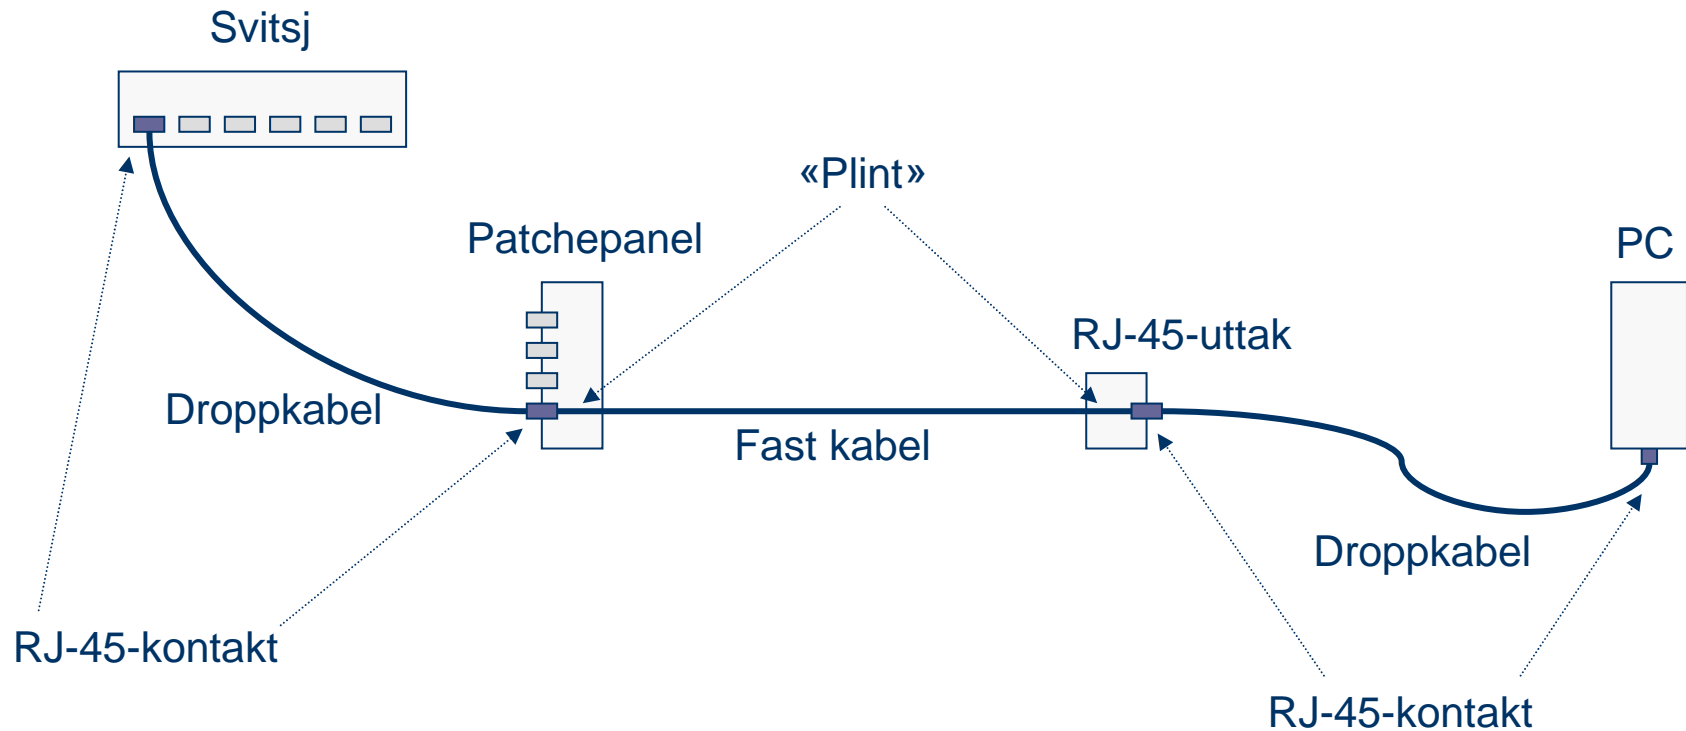 Svitsj
«Plint»
Patchepanel
PC
RJ-45-uttak
Droppkabel
Fast kabel
Droppkabel
RJ-45-kontakt
RJ-45-kontakt